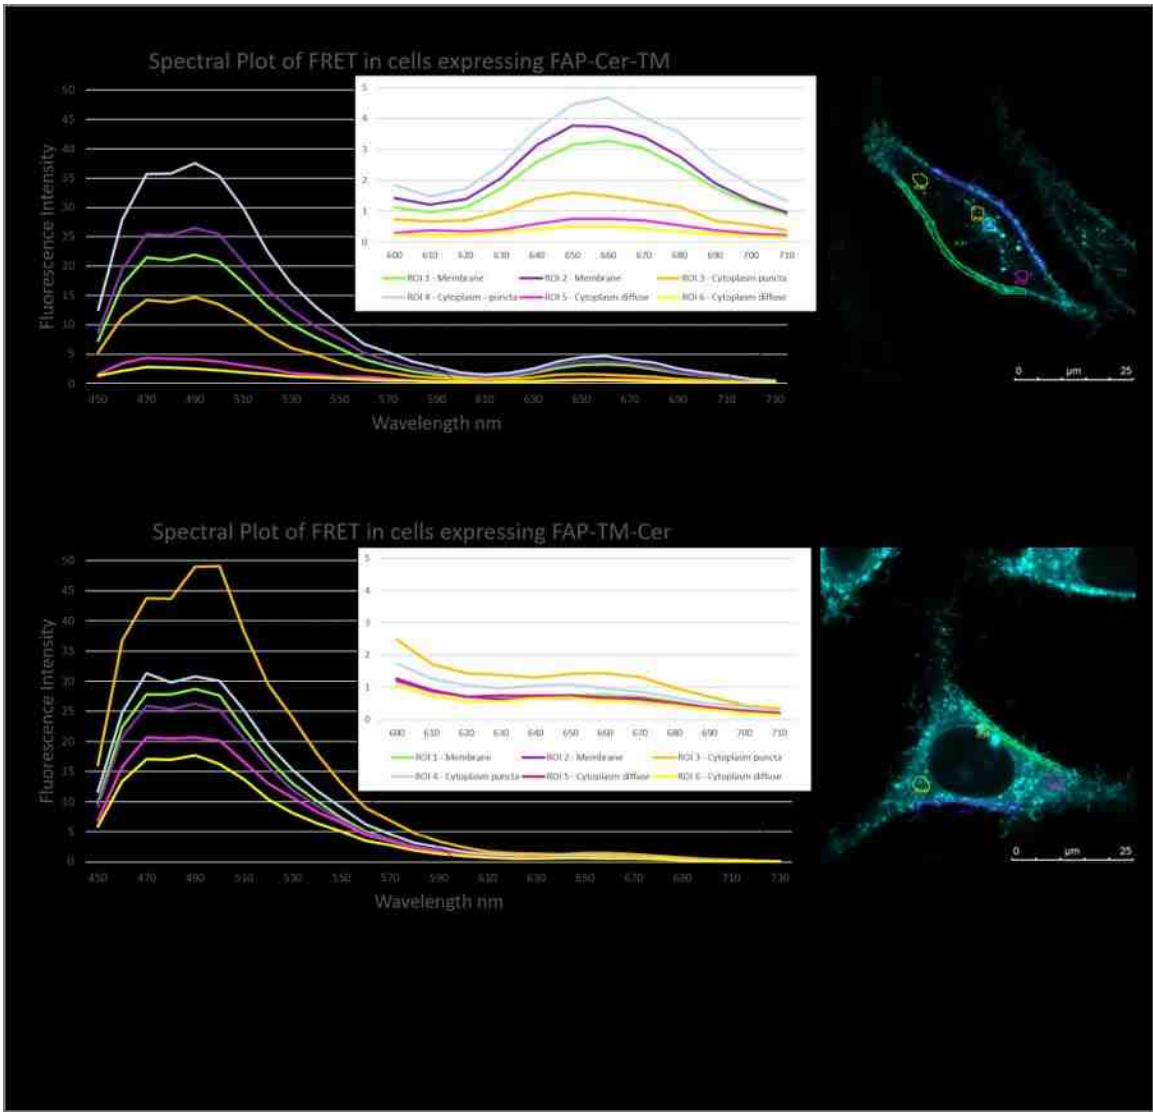 Spectral Plot of FRET in cells expressing FAP-Cer-TM
Fluorescence Intensity
50
45
40
35
30
25
20
15
10
5
0
450 470 490 510 530 550 570 590 610 630 650 670 690 710 730
Wavelength nm
5
4
3
2
1
0
600 610 620 630 640 650 660 670 680 690 700 710
ROI 1 - Membrane ROI 2 - Membrane ROI 3 - Cytoplasm puncta
ROI 4 - Cytoplasm - puncta ROI 5 - Cytoplasm diffuse ROI 6 - Cytoplasm diffuse
0 µm 25
Spectral Plot of FRET in cells expressing FAP-TM-Cer
Fluorescence Intensity
50
45
40
35
30
25
20
15
10
5
0
450 470 490 510 530 550 570 590 610 630 650 670 690 710 730
Wavelength nm
5
4
3
2
1
0
600 610 620 630 640 650 660 670 680 690 700 710
ROI 1 - Membrane ROI 2 - Membrane ROI 3 - Cytoplasm puncta
ROI 4 - Cytoplasm puncta ROI 5 - Cytoplasm diffuse ROI 6 - Cytoplasm diffuse
0 µm 25